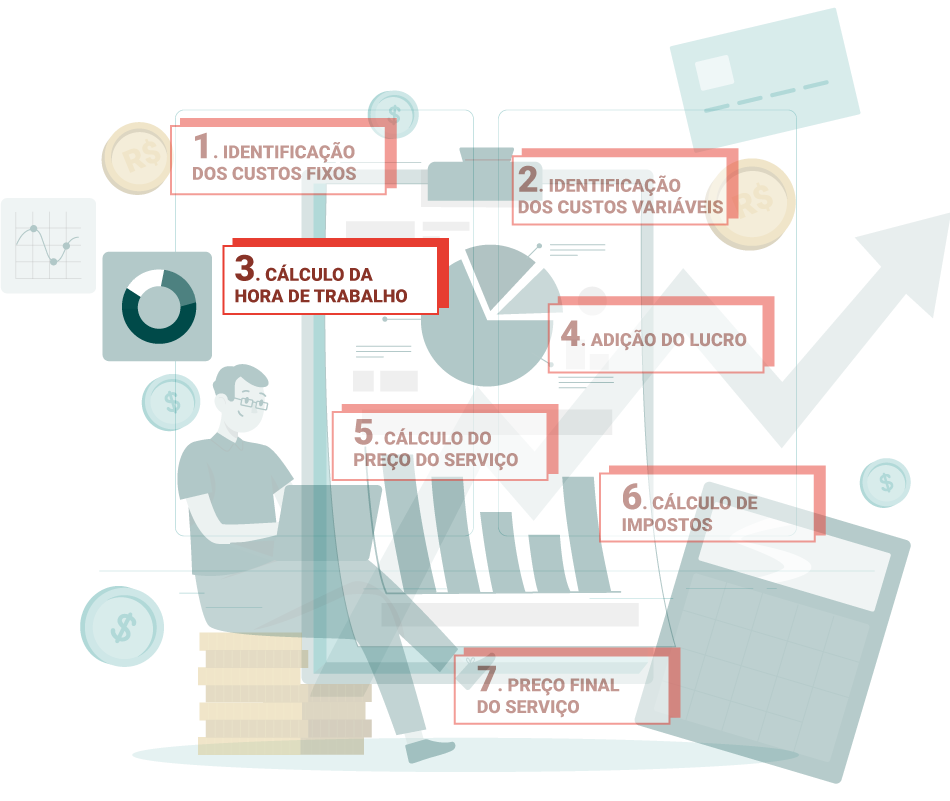 $
R$
1. IDENTIFICAÇÃO
DOS CUSTOS FIXOS
2. IDENTIFICAÇÃO
DOS CUSTOS VARIÁVEIS
R$
3. CÁLCULO DA
HORA DE TRABALHO
4. ADIÇÃO DO LUCRO
$
5. CÁLCULO DO
PREÇO DO SERVIÇO
6. CÁLCULO DE
IMPOSTOS
$
$
7. PREÇO FINAL
DO SERVIÇO